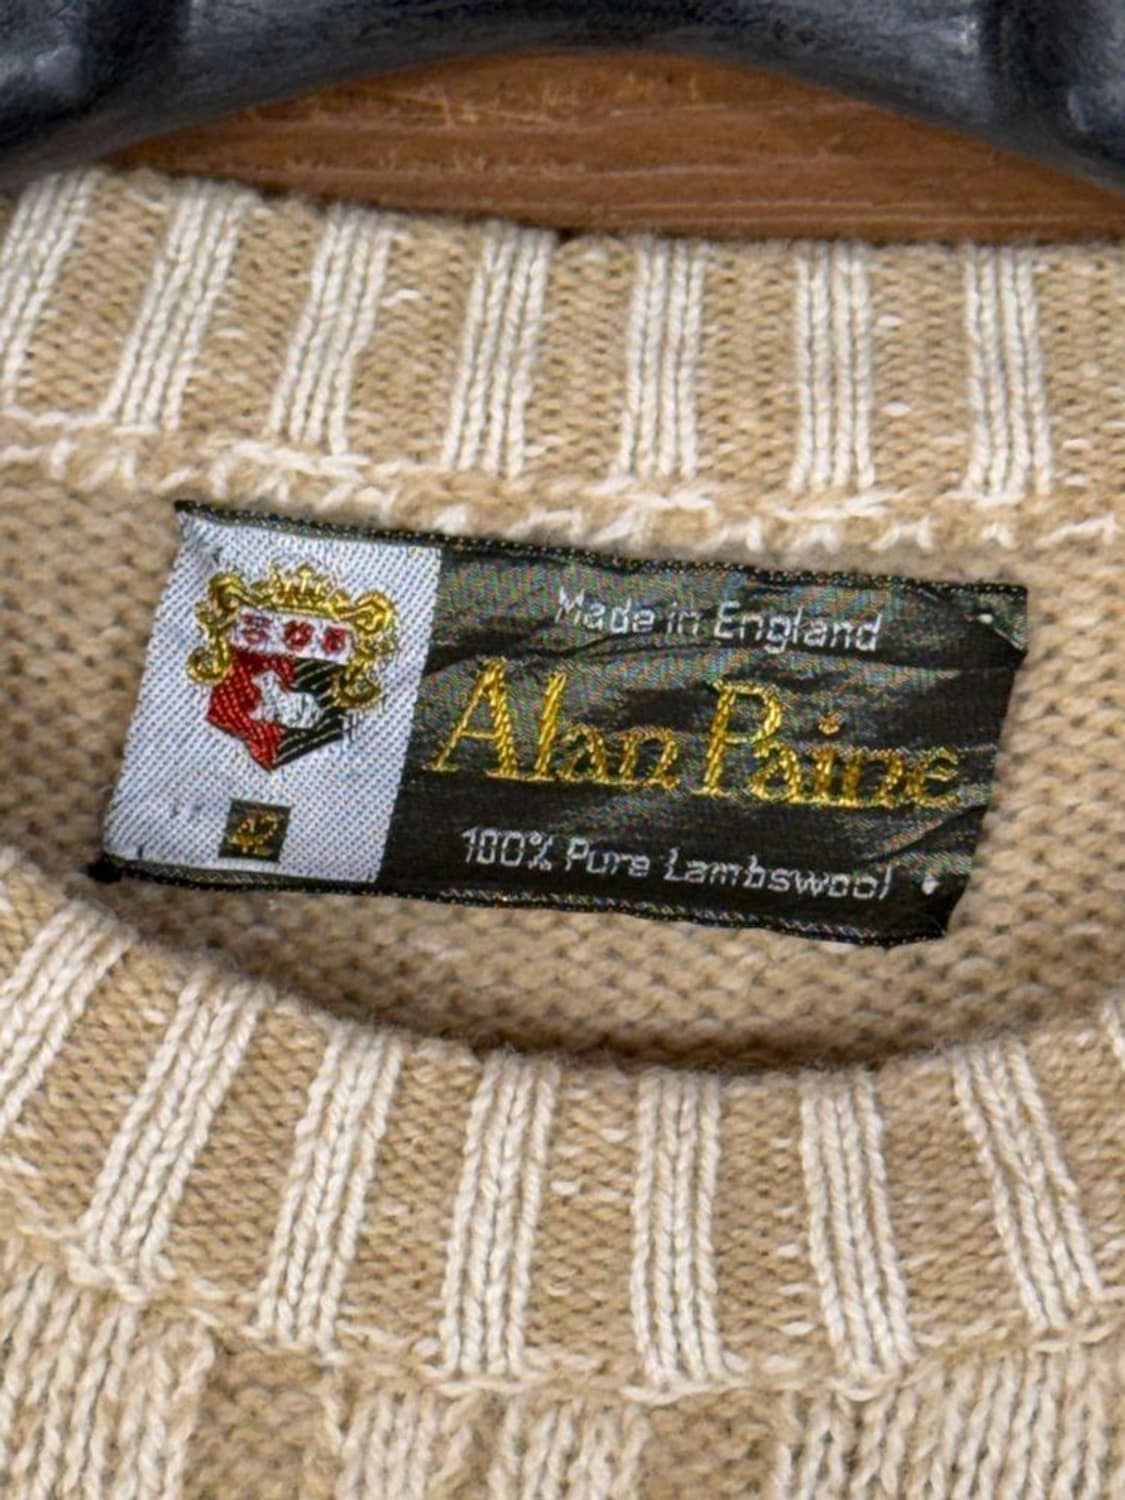 Made in England
Alan Paine
100% Pure Lambswool
42